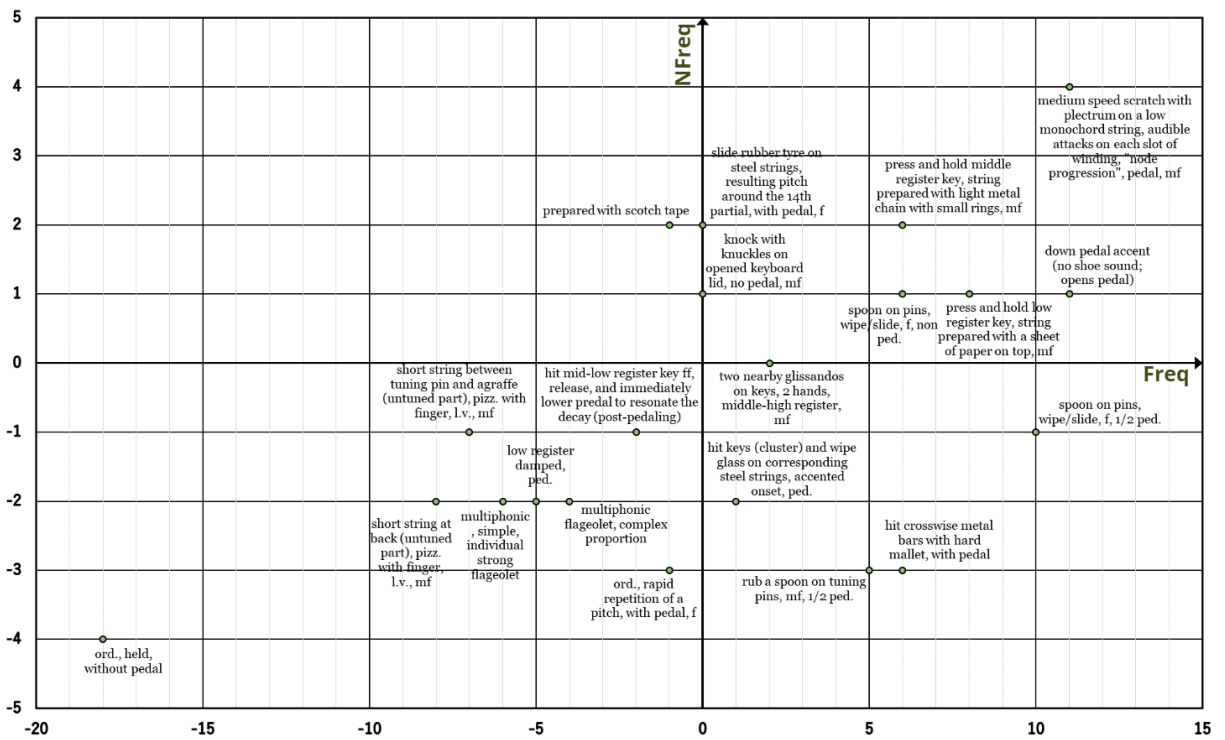 5
4
3
2
1
0
-1
-2
-3
-4
-5
-20
-15
-10
-5
0
5
10
15
NFreq
Freq
medium speed scratch with
plectrum on a low
monochord string, audible
attacks on each slot of
winding, "node
progression", pedal, mf
slide rubber tyre on
steel strings,
resulting pitch
around the 14th
partial, with pedal, f
press and hold middle
register key, string
prepared with light metal
chain with small rings, mf
prepared with scotch tape
knock with
knuckles on
opened keyboard
lid, no pedal, mf
down pedal accent
(no shoe sound;
opens pedal)
spoon on pins,
wipe/slide, f, non
ped.
press and hold low
register key, string
prepared with a sheet
of paper on top, mf
short string between
tuning pin and agraffe
(untuned part), pizz. with
finger, l.v., mf
hit mid-low register key ff,
release, and immediately
lower predal to resonate the
decay (post-pedaling)
two nearby glissandos
on keys, 2 hands,
middle-high register,
mf
spoon on pins,
wipe/slide, f, 1/2 ped.
low register
damped,
ped.
hit keys (cluster) and wipe
glass on corresponding
steel strings, accented
onset, ped.
short string at
back (untuned
part), pizz.
with finger,
l.v., mf
multiphonic
, simple,
individual
strong
flageolet
multiphonic
flageolet, complex
proportion
hit crosswise metal
bars with hard
mallet, with pedal
ord., rapid
repetition of a
pitch, with pedal, f
rub a spoon on tuning
pins, mf, 1/2 ped.
ord., held,
without pedal